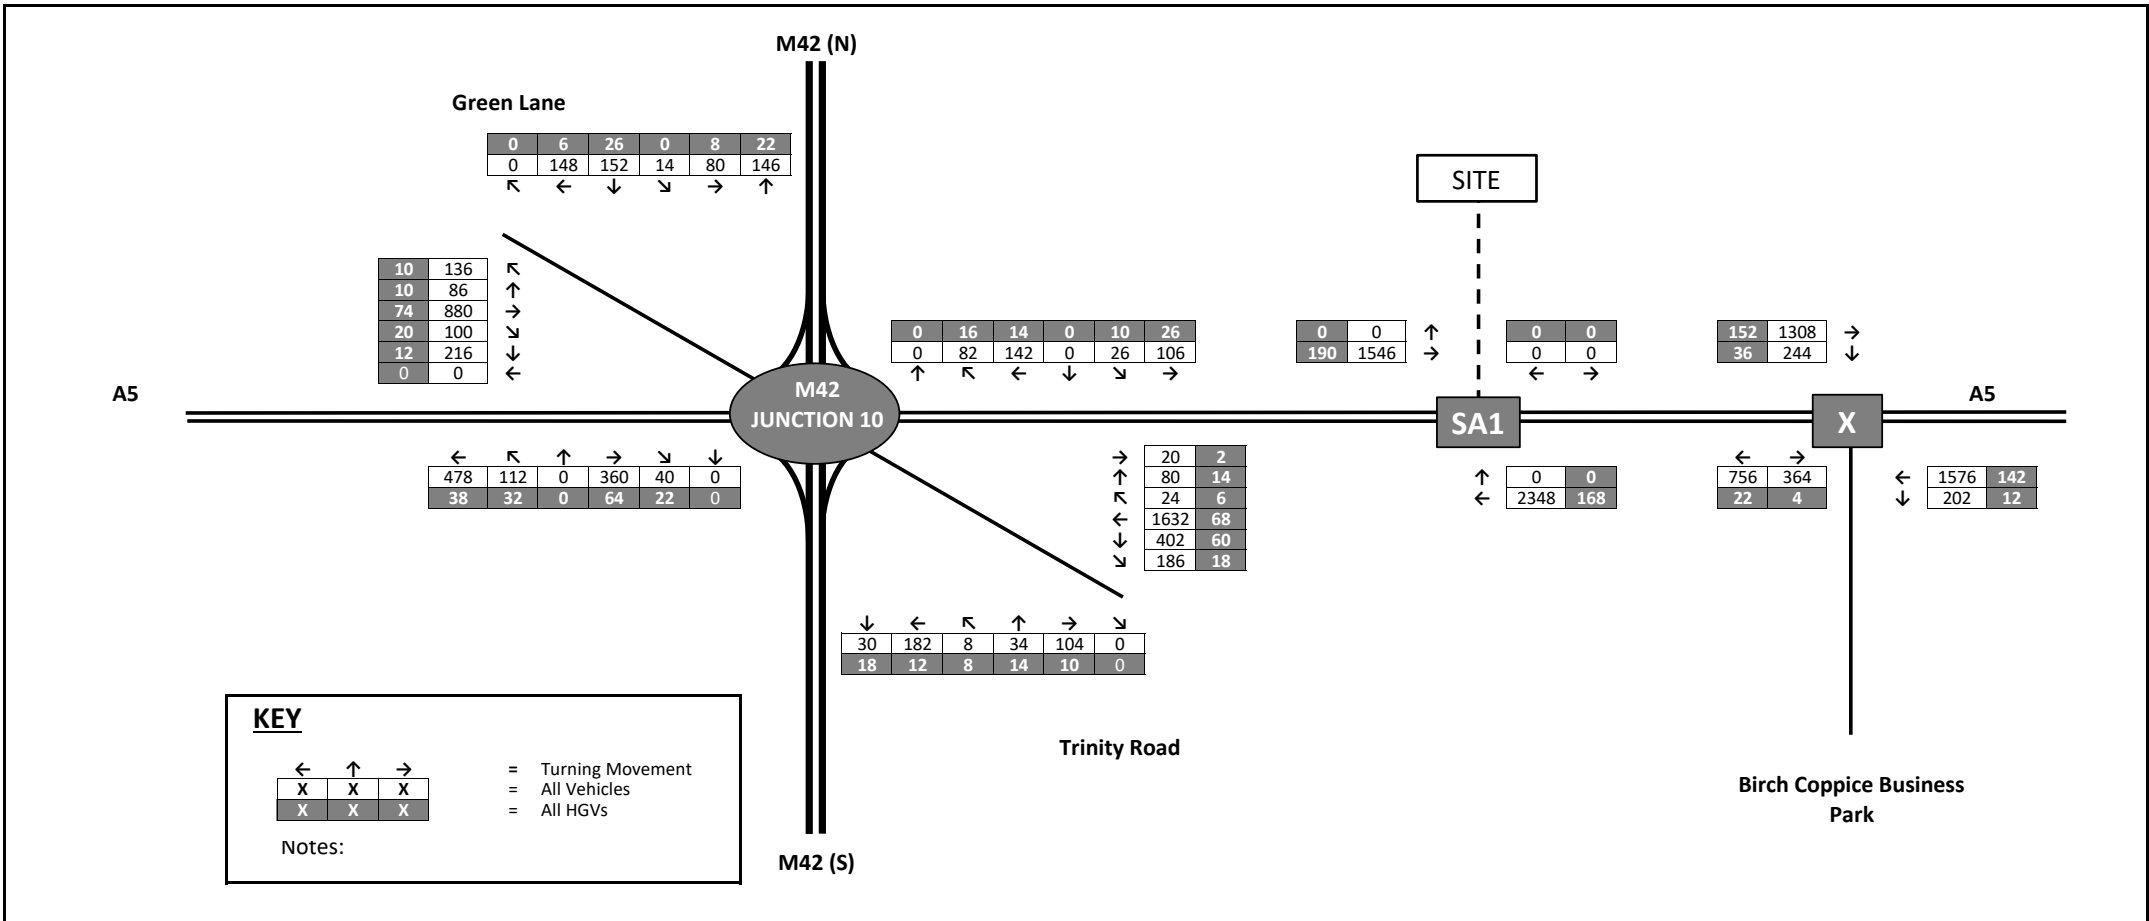 M42 (N)
Green Lane
0 6 26 0 8 22
0 148 152 14 80 146
↖ ← ↓ ↘ → ↑
SITE
10 136 ↖
10 86 ↑
74 880 →
20 100 ↘
12 216 ↓
0 0 ←
0 16 14 0 10 26
0 82 142 0 26 106
↑ ↖ ← ↓ ↘ →
0 0 ↑
190 1546 →
0 0
0 0
← →
152 1308 →
36 244 ↓
A5
M42
JUNCTION 10
SA1
X
A5
← ↖ ↑ → ↘ ↓
478 112 0 360 40 0
38 32 0 64 22 0
→ 20 2
↑ 80 14
↖ 24 6
← 1632 68
↓ 402 60
↘ 186 18
↑ 0 0
← 2348 168
← →
756 364
22 4
← 1576 142
↓ 202 12
↓ ← ↖ ↑ → ↘
30 182 8 34 104 0
18 12 8 14 10 0
KEY
← ↑ → = Turning Movement
X X X = All Vehicles
X X X = All HGVs
Notes:
Trinity Road
Birch Coppice Business
Park
M42 (S)